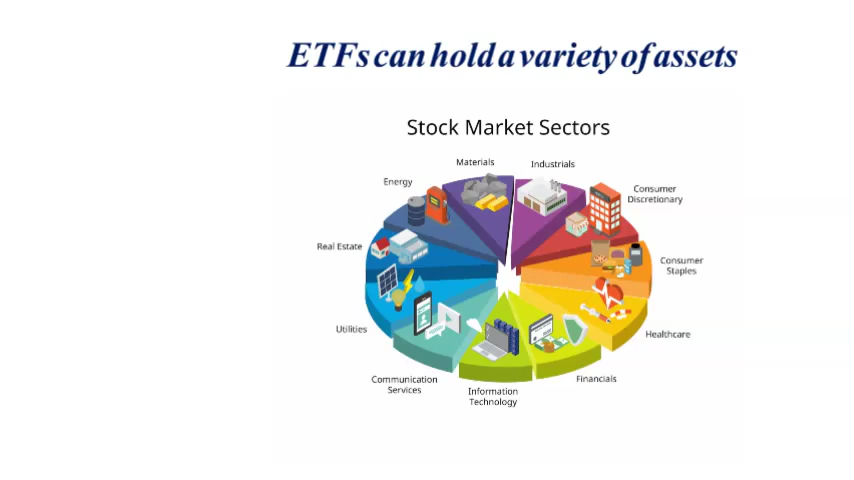 ETFs can hold a variety of assets
Stock Market Sectors
Materials
Industrials
Energy
Consumer
Discretionary
Real Estate
Consumer
Staples
Utilities
Healthcare
Communication
Services
Information
Technology
Financials